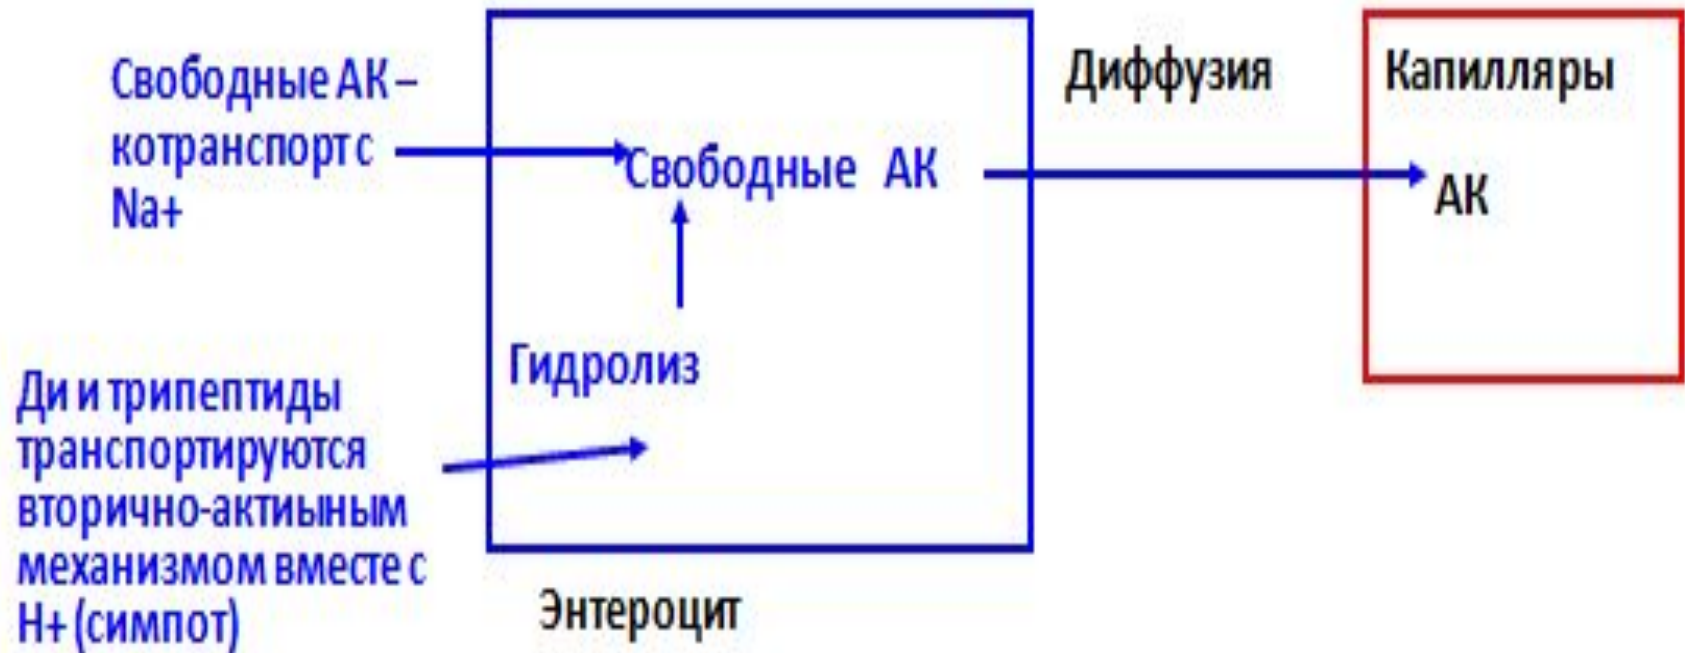 Свободные АК –
котранспорт с
Na+
Свободные АК
Диффузия
Капилляры
АК
Гидролиз
Ди и трипептиды
транспортируются
вторично-актиыным
механизмом вместе с
H+ (симпот)
Энтероцит